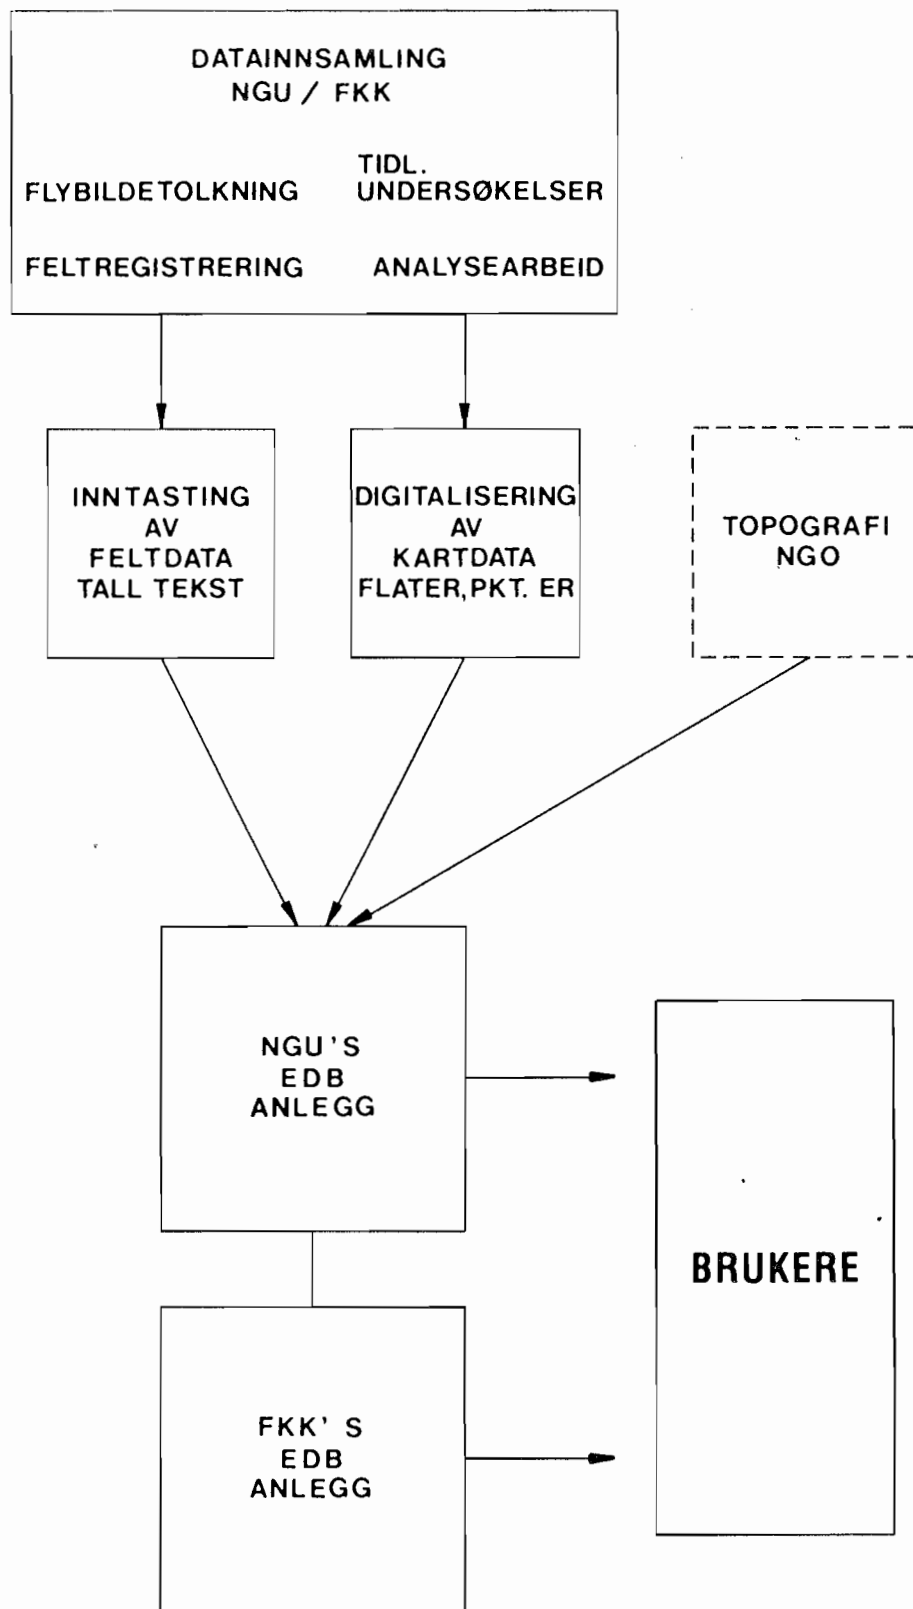 DATAINNSAMLING
NGU / FKK
FLYBILDETOLKNING
TIDL.
UNDERSØKELSER
FELTREGISTRERING
ANALYSEARBEID
INNTASTING
AV
FELTDATA
TALL TEKST
DIGITALISERING
AV
KARTDATA
FLATER, PKT. ER
TOPOGRAFI
NGO
NGU'S
EDB
ANLEGG
BRUKERE
FKK' S
EDB
ANLEGG